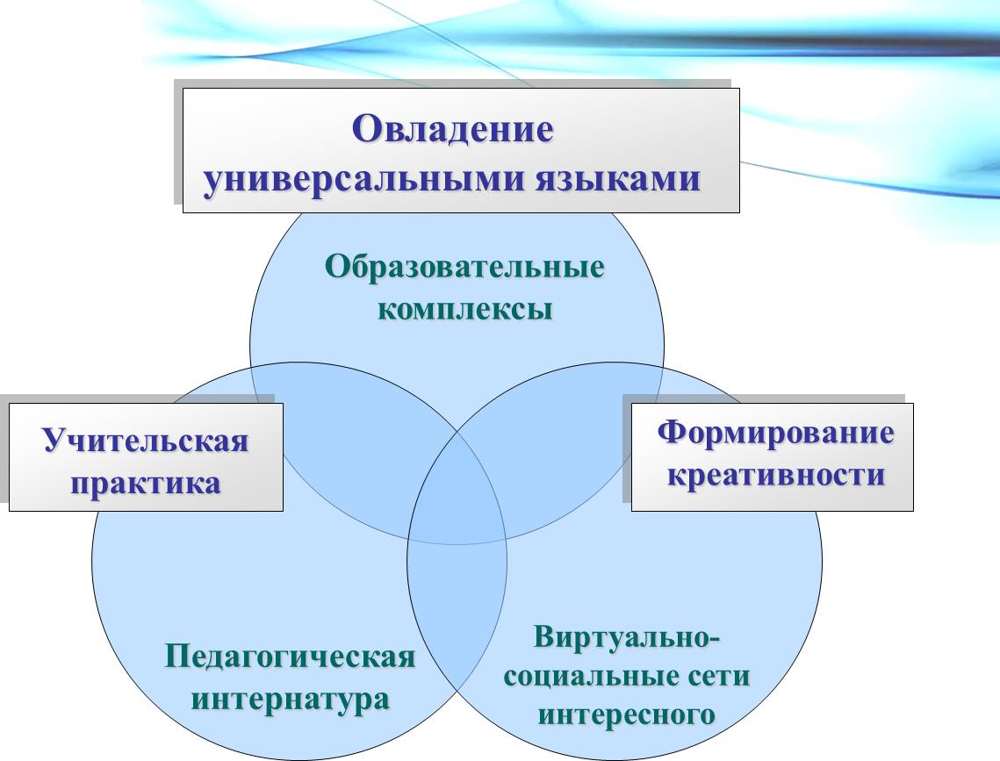 Овладение
универсальными языками
Образовательные
комплексы
Учительская
практика
Формирование
креативности
Педагогическая
интернатура
Виртуально-
социальные сети
интересного